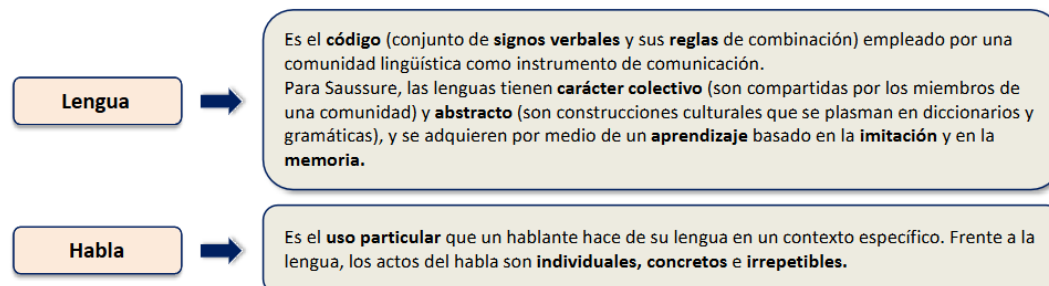 Lengua
Es el código (conjunto de signos verbales y sus reglas de combinación) empleado por una
comunidad lingüística como instrumento de comunicación.
Para Saussure, las lenguas tienen carácter colectivo (son compartidas por los miembros de
una comunidad) y abstracto (son construcciones culturales que se plasman en diccionarios y
gramáticas), y se adquieren por medio de un aprendizaje basado en la imitación y en la
memoria.
Habla
Es el uso particular que un hablante hace de su lengua en un contexto específico. Frente a la
lengua, los actos del habla son individuales, concretos e irrepetibles.